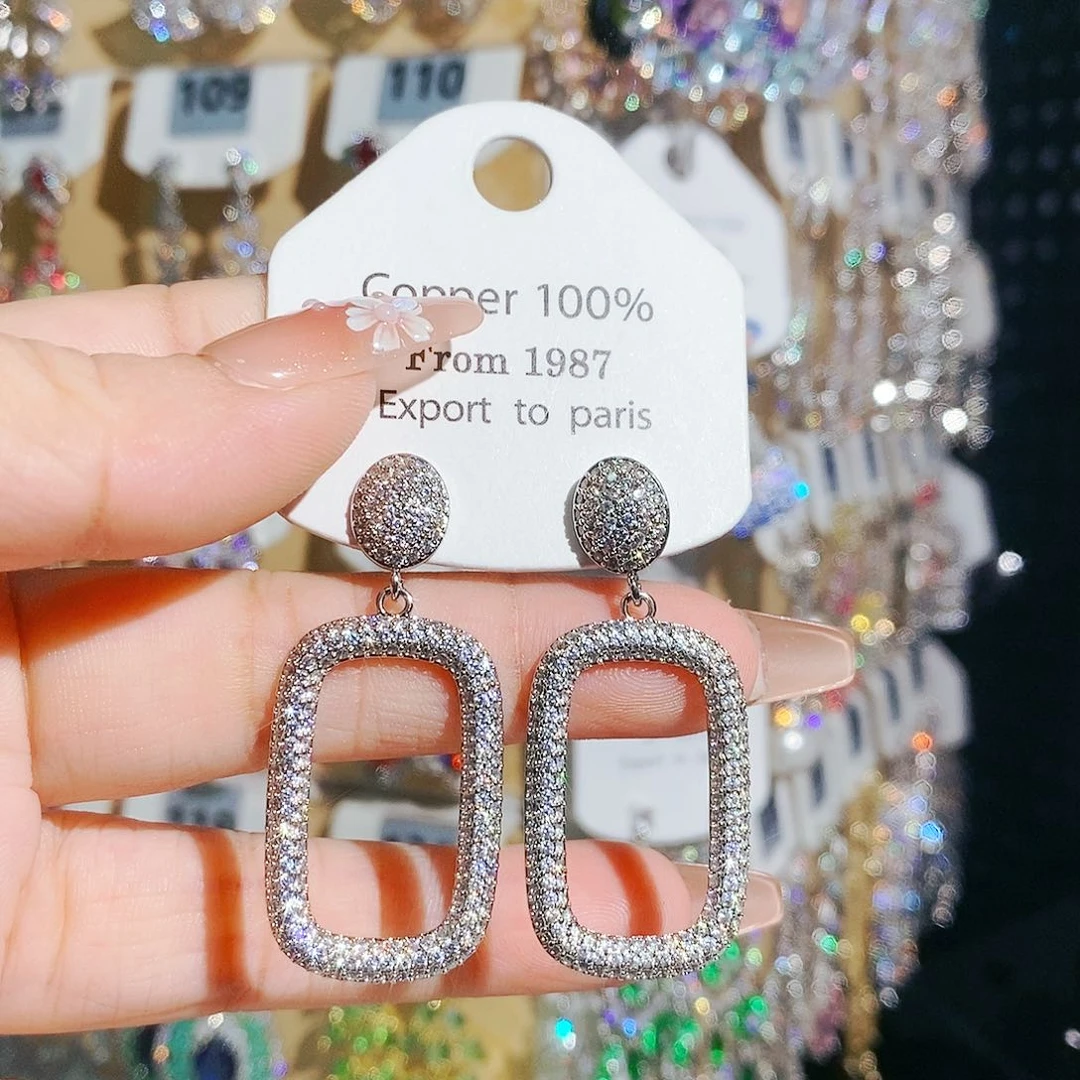 109
110
Copper 100%
From 1987
Export to paris